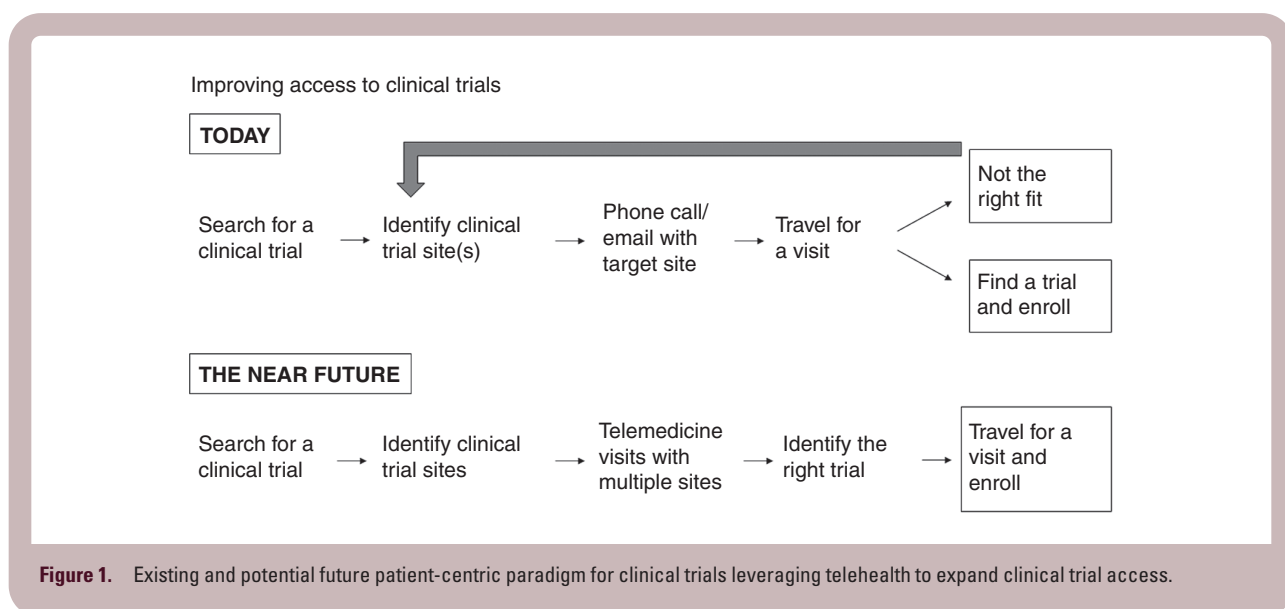 Improving access to clinical trials
TODAY
Search for a
clinical trial
Identify clinical
trial site(s)
Phone call/
email with
target site
Travel for
a visit
Not the
right fit
Find a trial
and enroll
THE NEAR FUTURE
Search for a
clinical trial
Identify clinical
trial sites
Telemedicine
visits with
multiple sites
Identify the
right trial
Travel for a
visit and
enroll
Figure 1. Existing and potential future patient-centric paradigm for clinical trials leveraging telehealth to expand clinical trial access.